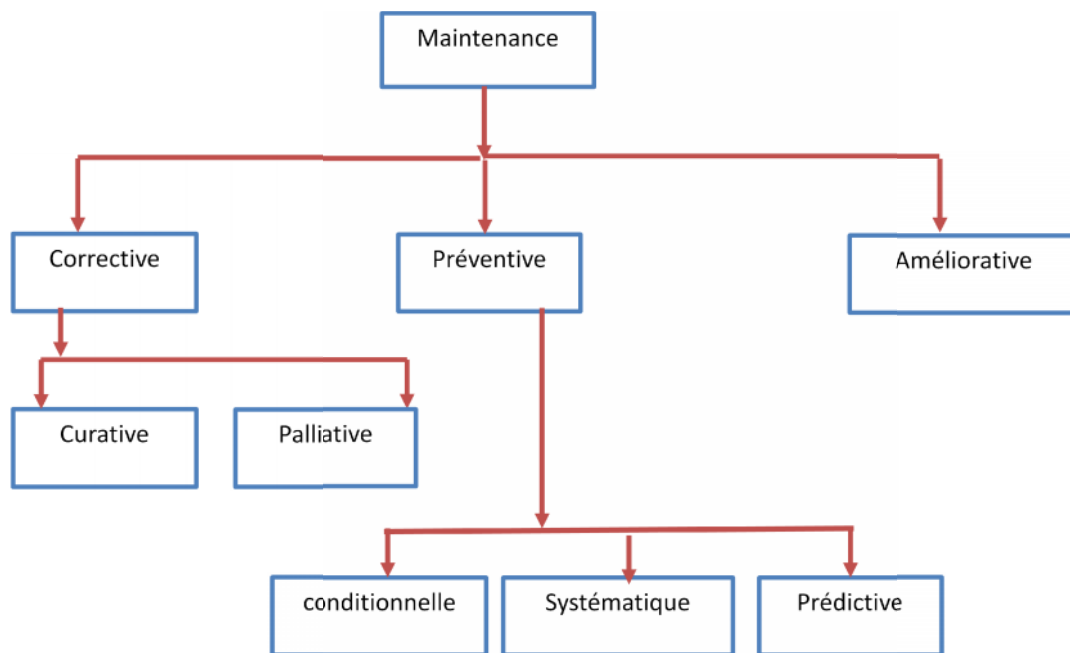 Maintenance
Corrective
Préventive
Améliorative
Curative
Palliative
conditionnelle
Systématique
Prédictive